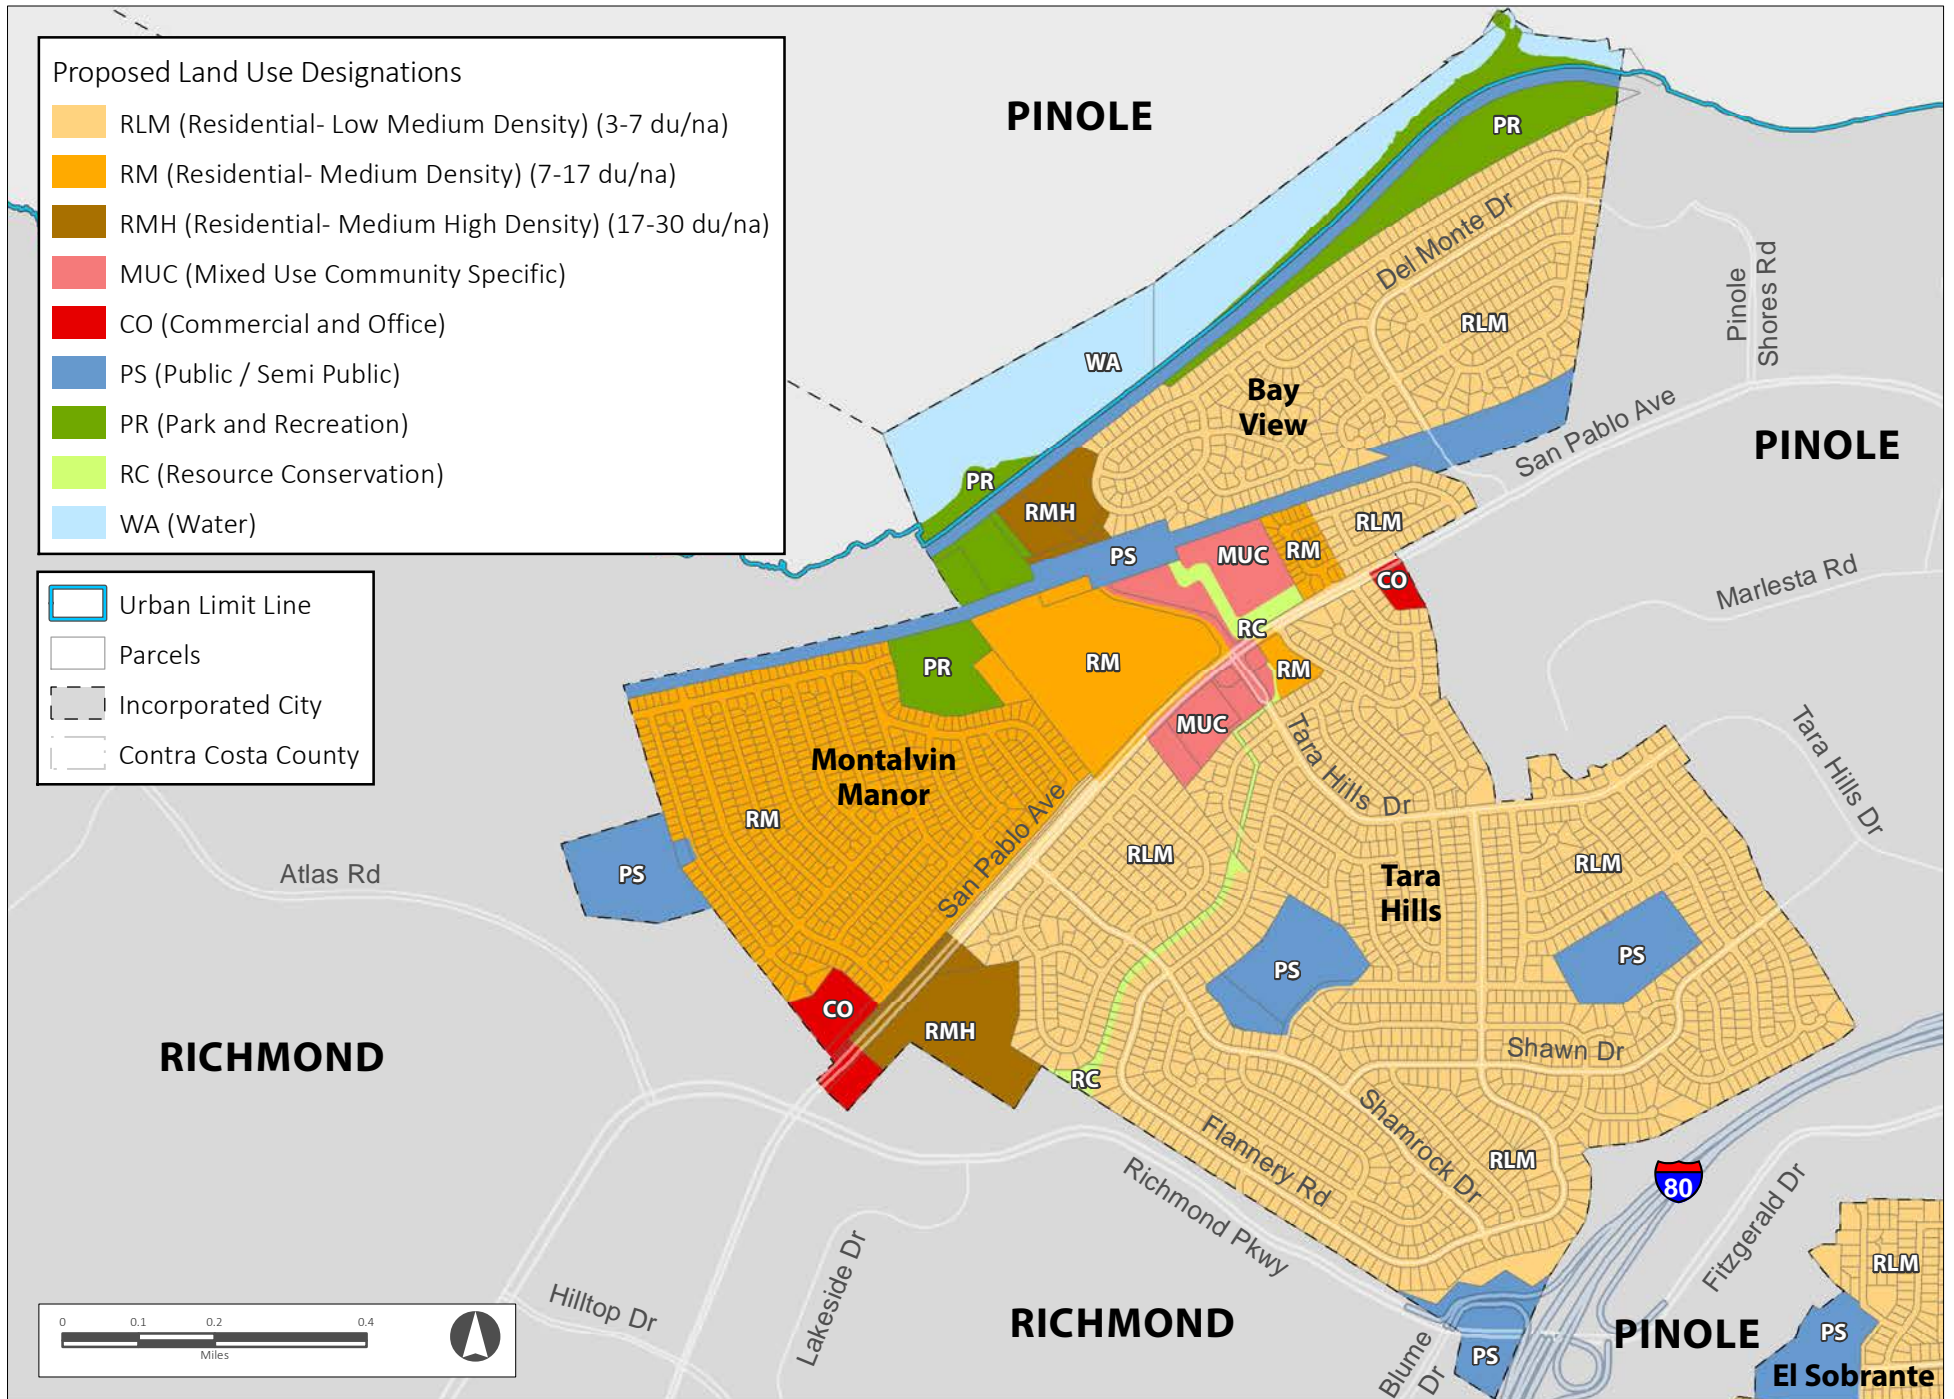 Proposed Land Use Designations
RLM (Residential- Low Medium Density) (3-7 du/na)
RM (Residential- Medium Density) (7-17 du/na)
RMH (Residential- Medium High Density) (17-30 du/na)
MUC (Mixed Use Community Specific)
CO (Commercial and Office)
PS (Public / Semi Public)
PR (Park and Recreation)
RC (Resource Conservation)
WA (Water)
Urban Limit Line
Parcels
Incorporated City
Contra Costa County
PINOLE
PR
Del Monte Dr
Pinole
Shores Rd
RLM
WA
Bay
View
San Pablo Ave
PINOLE
PR
RMH
RLM
PS
MUC
RM
CO
Marlesta Rd
RC
RM
PR
RM
MUC
Tara Hills Dr
Tara Hills Dr
Montalvin
Manor
RM
San Pablo Ave
RLM
RLM
Tara
Hills
Atlas Rd
PS
PS
PS
CO
RMH
RICHMOND
Shawn Dr
RC
Shamrock Dr
Flannery Rd
RLM
Richmond Pkwy
80
Fitzgerald Dr
Lakeside Dr
Hilltop Dr
RICHMOND
PINOLE
RLM
PS
El Sobrante
PS
Blume
Dr
0 0.1 0.2 0.4
Miles